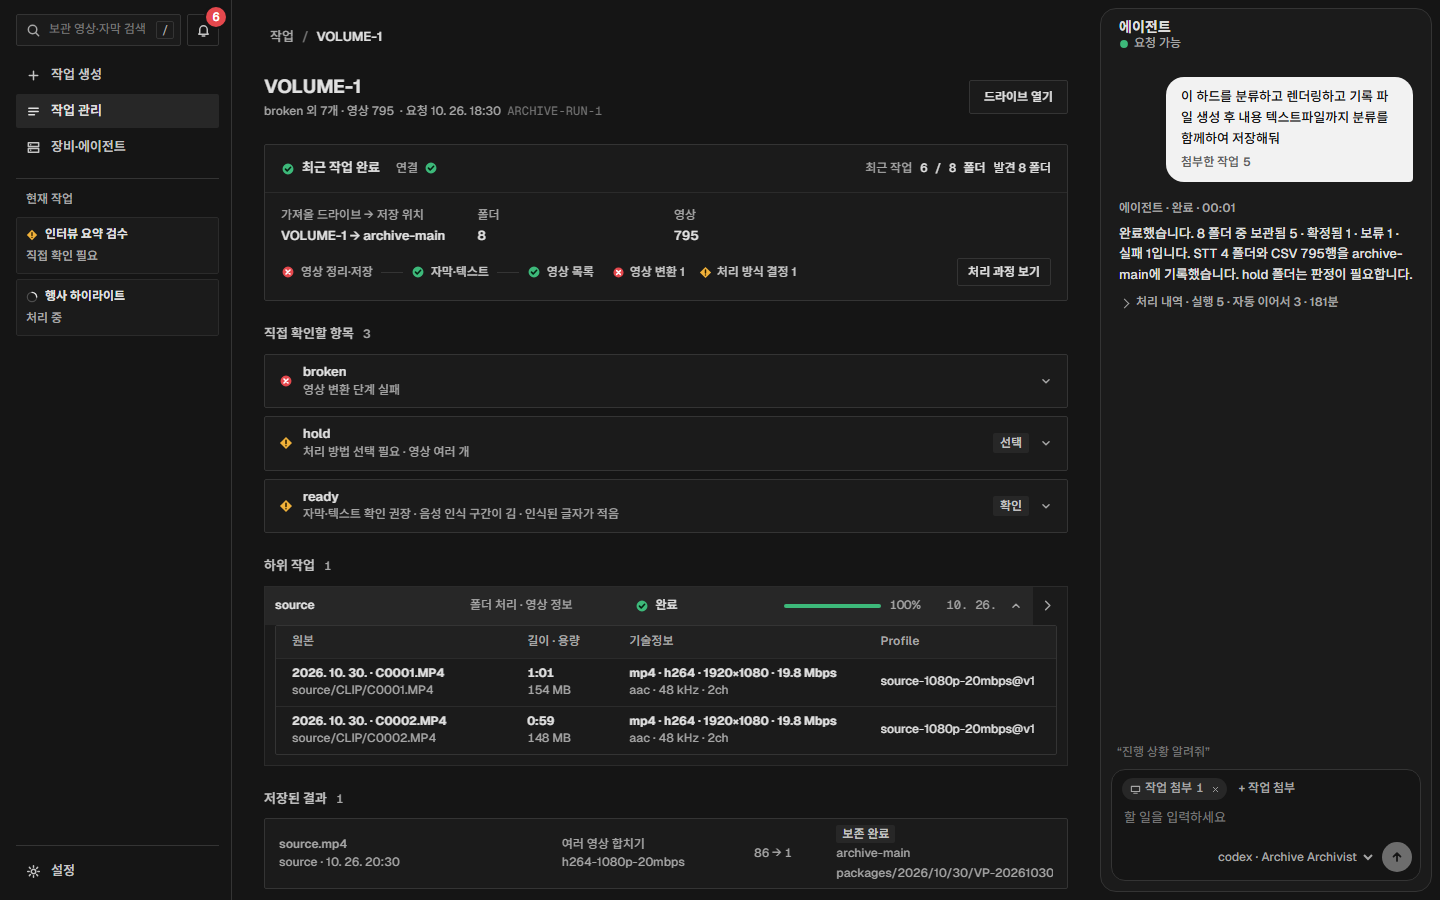 보관 영상·자막 검색 /
6
작업 생성
작업 관리
장비·에이전트
현재 작업
인터뷰 요약 검수
직접 확인 필요
행사 하이라이트
처리 중
설정
작업 / VOLUME-1
VOLUME-1
broken 외 7개 · 영상 795 · 요청 10. 26. 18:30 ARCHIVE-RUN-1
드라이브 열기
최근 작업 완료 연결
최근 작업 6 / 8 폴더 발견 8 폴더
가져올 드라이브 → 저장 위치 폴더 영상
VOLUME-1 → archive-main 8 795
영상 정리·저장 자막·텍스트 영상 목록 영상 변환 1 처리 방식 결정 1
처리 과정 보기
직접 확인할 항목 3
broken
영상 변환 단계 실패
hold
처리 방법 선택 필요 · 영상 여러 개
선택
ready
자막·텍스트 확인 권장 · 음성 인식 구간이 김 · 인식된 글자가 적음
확인
하위 작업 1
source 폴더 처리 · 영상 정보 완료 100% 10. 26.
원본 길이 · 용량 기술정보 Profile
2026. 10. 30. · C0001.MP4 1:01 mp4 · h264 · 1920×1080 · 19.8 Mbps
source/CLIP/C0001.MP4 154 MB aac · 48 kHz · 2ch
source-1080p-20mbps@v1
2026. 10. 30. · C0002.MP4 0:59 mp4 · h264 · 1920×1080 · 19.8 Mbps
source/CLIP/C0002.MP4 148 MB aac · 48 kHz · 2ch
source-1080p-20mbps@v1
저장된 결과 1
source.mp4
source · 10. 26. 20:30
여러 영상 합치기
h264-1080p-20mbps
86 → 1
보존 완료
archive-main
packages/2026/10/30/VP-20261030
에이전트
요청 가능
이 하드를 분류하고 렌더링하고 기록 파
일 생성 후 내용 텍스트파일까지 분류를
함께하여 저장해둬
첨부한 작업 5
에이전트 · 완료 · 00:01
완료했습니다. 8 폴더 중 보관됨 5 · 확정됨 1 · 보류 1 ·
실패 1입니다. STT 4 폴더와 CSV 795행을 archive-
main에 기록했습니다. hold 폴더는 판정이 필요합니다.
처리 내역 · 실행 5 · 자동 이어서 3 · 181분
“진행 상황 알려줘”
작업 첨부 1 × + 작업 첨부
할 일을 입력하세요
codex · Archive Archivist